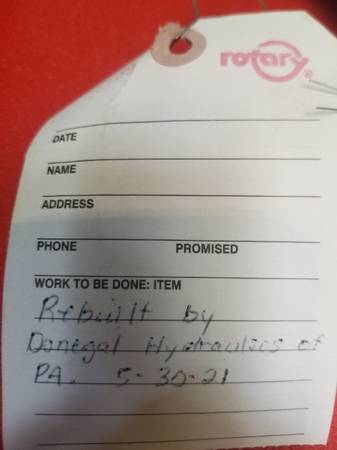 rotary®
DATE
NAME
ADDRESS
PHONE PROMISED
WORK TO BE DONE: ITEM
Rebuilt by
Donegal Hydraulics of
PA. 5-30-21